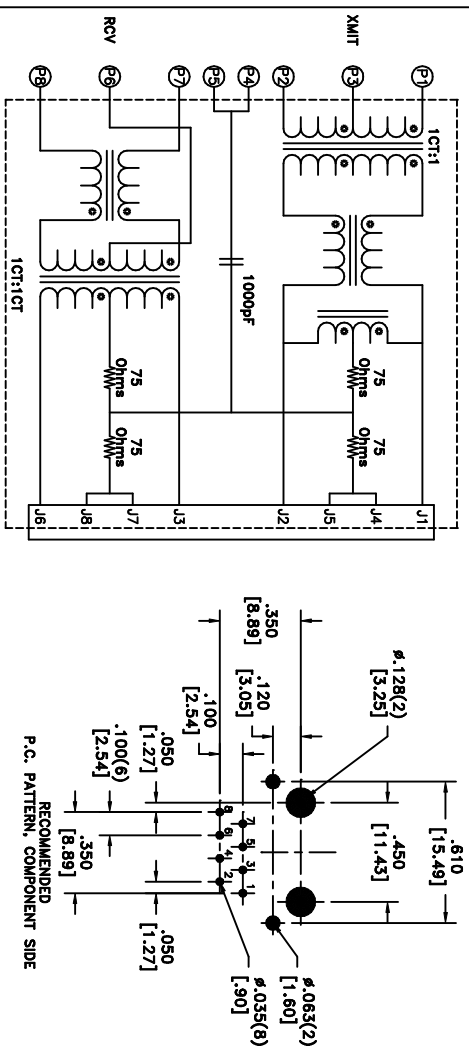 RCV
XMIT
P8
P6
P7
P5
P4
P2
P3
P1
1CT:1
1CT:1CT
1000pF
75
Ohms
75
Ohms
75
Ohms
75
Ohms
J6
J8
J7
J3
J2
J5
J4
J1
.350
[8.89]
.120
[3.05]
.100
[2.54]
ø.128(2)
[3.25]
.610
[15.49]
.450
[11.43]
.050
[1.27]
.100(6)
[2.54]
8
7
6
5
4
3
2
1
.350
[8.89]
.050
[1.27]
ø.063(2)
[1.60]
ø.035(8)
[.90]
RECOMMENDED
P.C. PATTERN, COMPONENT SIDE